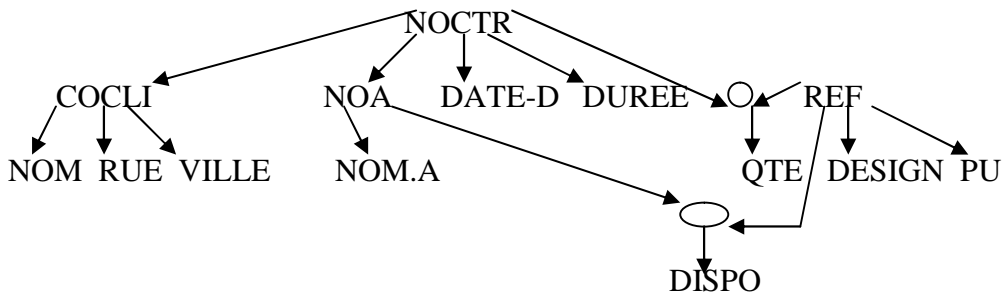 NOCTR
COCLI NOA DATE-D DUREE REF
NOM RUE VILLE NOM.A QTE DESIGN PU
DISPO